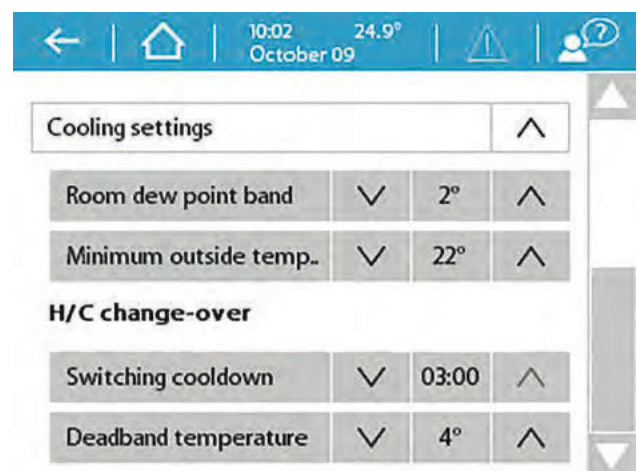 10:02 24.9°
October 09
?
Cooling settings
Room dew point band 2°
Minimum outside temp..  22°
H/C change-over
Switching cooldown 03:00
Deadband temperature 4°